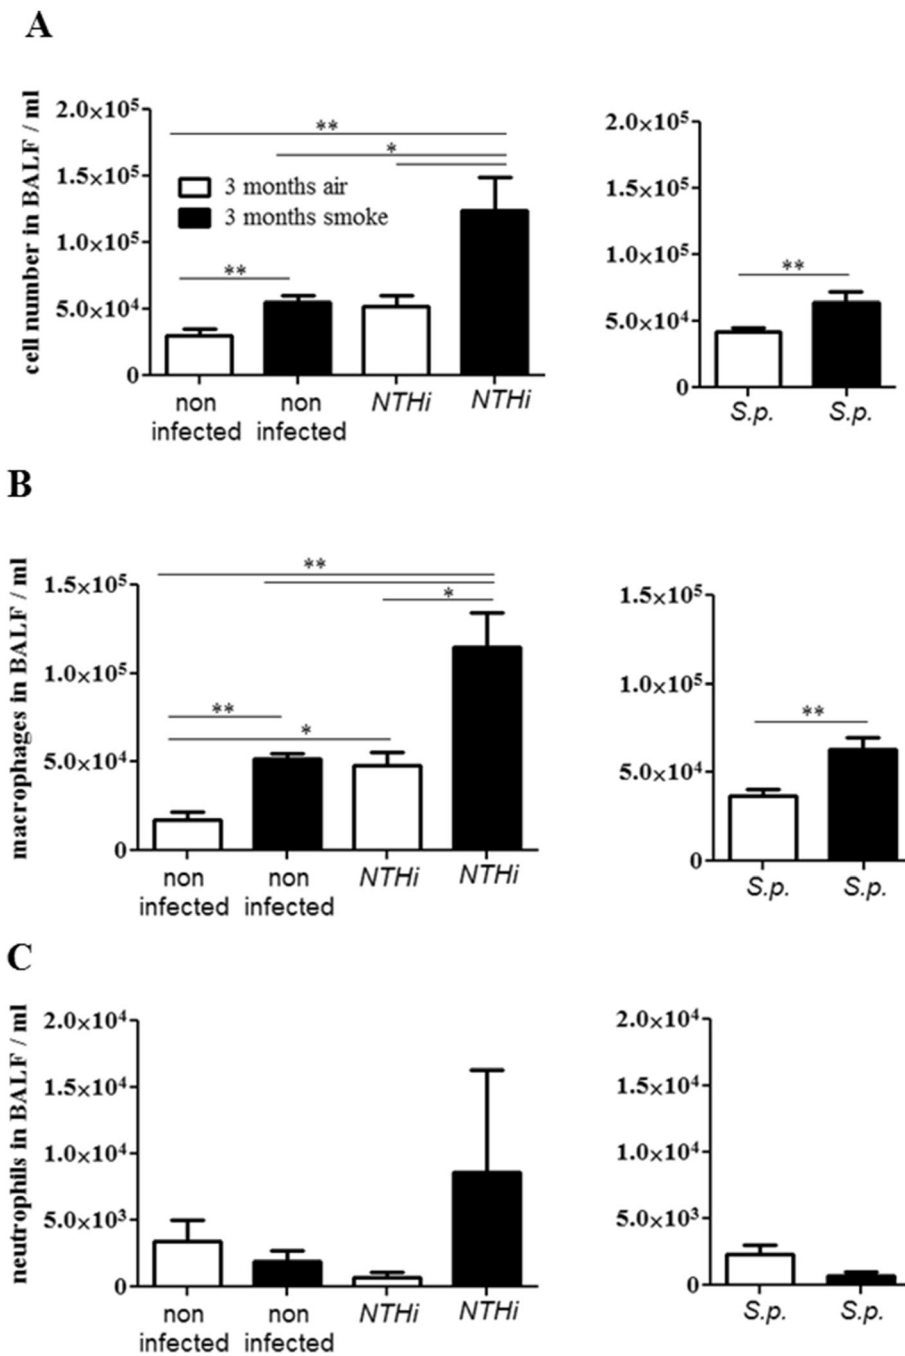 A
cell number in BALF / ml
2.0×10⁵
1.5×10⁵
1.0×10⁵
5.0×10⁴
0
**
*
3 months air
3 months smoke
**
non infected
non infected
NTHi
NTHi
2.0×10⁵
1.5×10⁵
1.0×10⁵
5.0×10⁴
0
**
S.p.
S.p.
B
macrophages in BALF / ml
1.5×10⁵
1.0×10⁵
5.0×10⁴
0
**
*
**
*
non infected
non infected
NTHi
NTHi
1.5×10⁵
1.0×10⁵
5.0×10⁴
0
**
S.p.
S.p.
C
neutrophils in BALF / ml
2.0×10⁴
1.5×10⁴
1.0×10⁴
5.0×10³
0
non infected
non infected
NTHi
NTHi
2.0×10⁴
1.5×10⁴
1.0×10⁴
5.0×10³
0
S.p.
S.p.